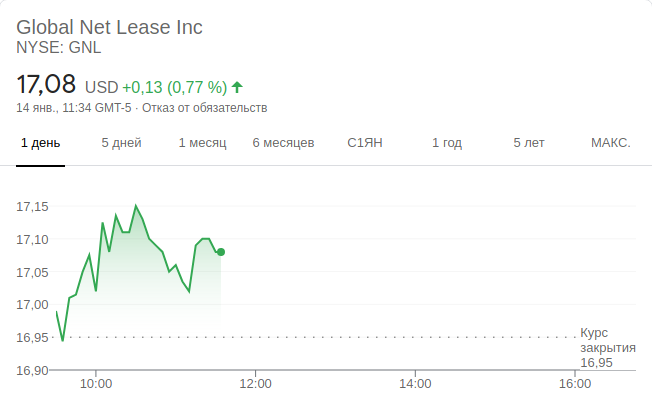 Global Net Lease Inc
NYSE: GNL
17,08 USD +0,13 (0,77 %)
14 янв., 11:34 GMT-5 · Отказ от обязательств
1 день 5 дней 1 месяц 6 месяцев С1ЯН 1 год 5 лет МАКС.
17,15
17,10
17,05
17,00
16,95
16,90
Курс
закрытия
16,95
10:00 12:00 14:00 16:00